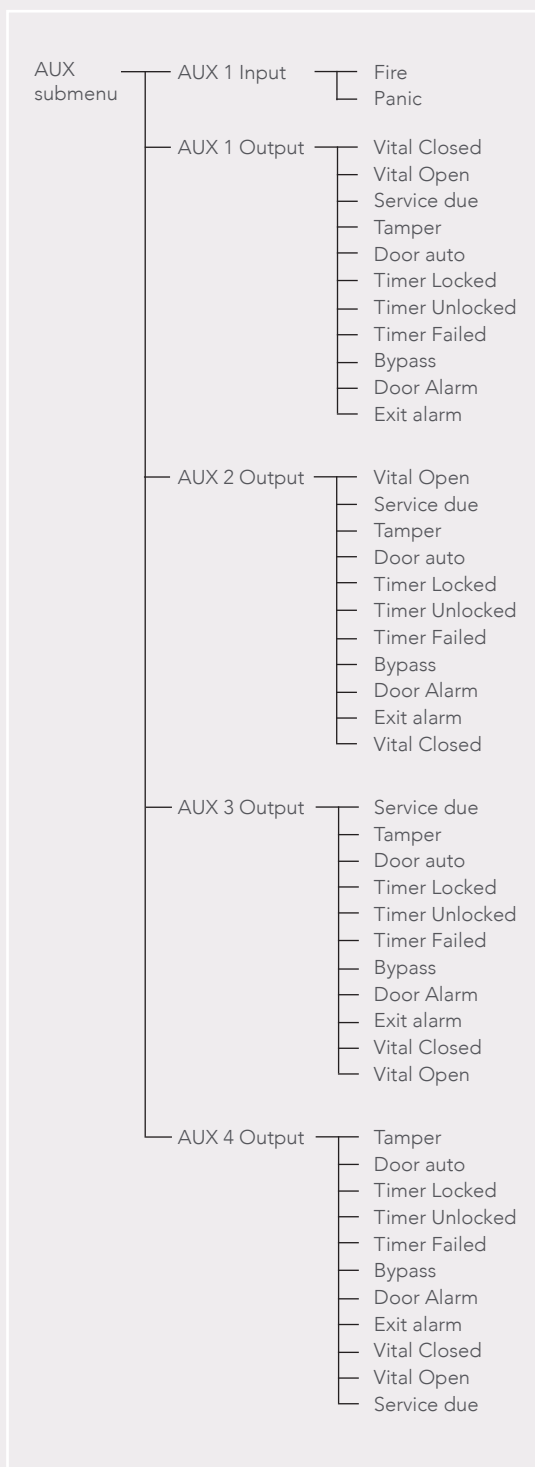 AUX
submenu
AUX 1 Input
Fire
Panic
AUX 1 Output
Vital Closed
Vital Open
Service due
Tamper
Door auto
Timer Locked
Timer Unlocked
Timer Failed
Bypass
Door Alarm
Exit alarm
AUX 2 Output
Vital Open
Service due
Tamper
Door auto
Timer Locked
Timer Unlocked
Timer Failed
Bypass
Door Alarm
Exit alarm
Vital Closed
AUX 3 Output
Service due
Tamper
Door auto
Timer Locked
Timer Unlocked
Timer Failed
Bypass
Door Alarm
Exit alarm
Vital Closed
Vital Open
AUX 4 Output
Tamper
Door auto
Timer Locked
Timer Unlocked
Timer Failed
Bypass
Door Alarm
Exit alarm
Vital Closed
Vital Open
Service due